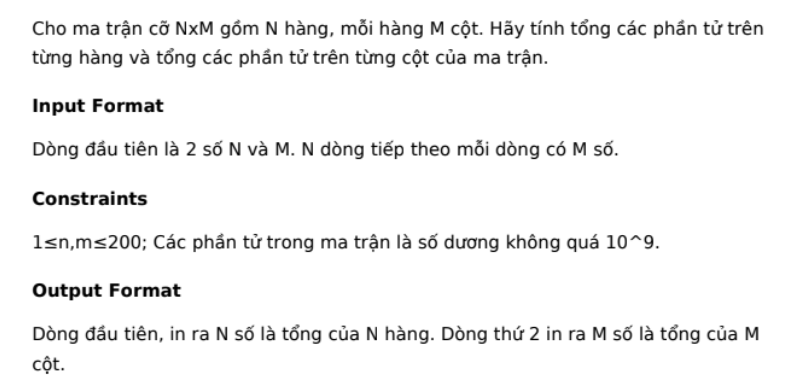 Cho ma trận cỡ NxM gồm N hàng, mỗi hàng M cột. Hãy tính tổng các phần tử trên
từng hàng và tổng các phần tử trên từng cột của ma trận.
Input Format
Dòng đầu tiên là 2 số N và M. N dòng tiếp theo mỗi dòng có M số.
Constraints
1≤n,m≤200; Các phần tử trong ma trận là số dương không quá 10^9.
Output Format
Dòng đầu tiên, in ra N số là tổng của N hàng. Dòng thứ 2 in ra M số là tổng của M
cột.